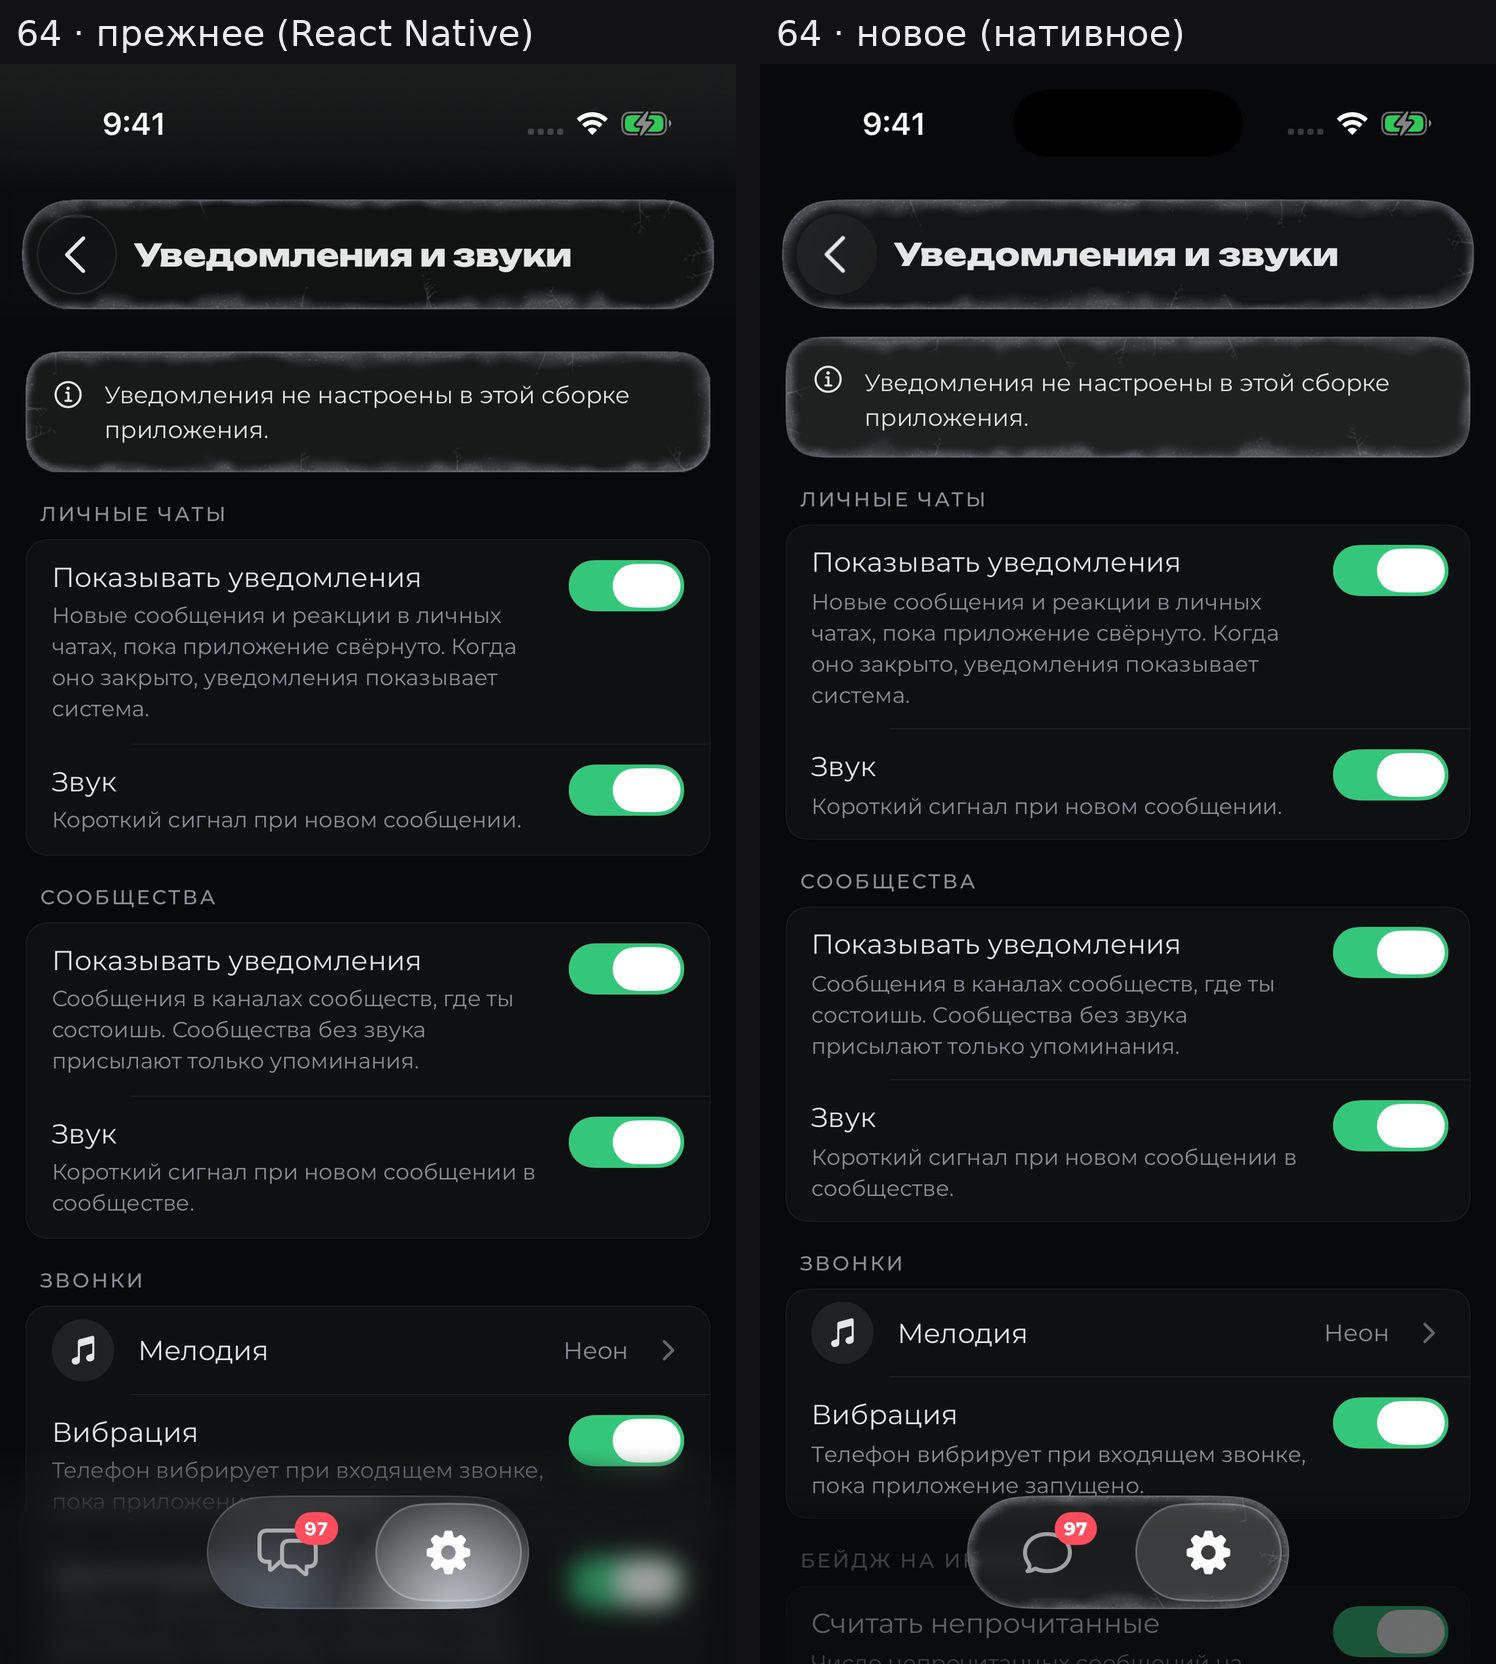 64 · прежнее (React Native)
9:41
Уведомления и звуки
Уведомления не настроены в этой сборке
приложения.
ЛИЧНЫЕ ЧАТЫ
Показывать уведомления
Новые сообщения и реакции в личных
чатах, пока приложение свёрнуто. Когда
оно закрыто, уведомления показывает
система.
Звук
Короткий сигнал при новом сообщении.
СООБЩЕСТВА
Показывать уведомления
Сообщения в каналах сообществ, где ты
состоишь. Сообщества без звука
присылают только упоминания.
Звук
Короткий сигнал при новом сообщении в
сообществе.
ЗВОНКИ
Мелодия
Неон
Вибрация
Телефон вибрирует при входящем звонке,
пока
97
64 · новое (нативное)
9:41
Уведомления и звуки
Уведомления не настроены в этой сборке
приложения.
ЛИЧНЫЕ ЧАТЫ
Показывать уведомления
Новые сообщения и реакции в личных
чатах, пока приложение свёрнуто. Когда
оно закрыто, уведомления показывает
система.
Звук
Короткий сигнал при новом сообщении.
СООБЩЕСТВА
Показывать уведомления
Сообщения в каналах сообществ, где ты
состоишь. Сообщества без звука
присылают только упоминания.
Звук
Короткий сигнал при новом сообщении в
сообществе.
ЗВОНКИ
Мелодия
Неон
Вибрация
Телефон вибрирует при входящем звонке,
пока приложение запущено.
97
БЕЙДЖ НА
Считать непрочитанные